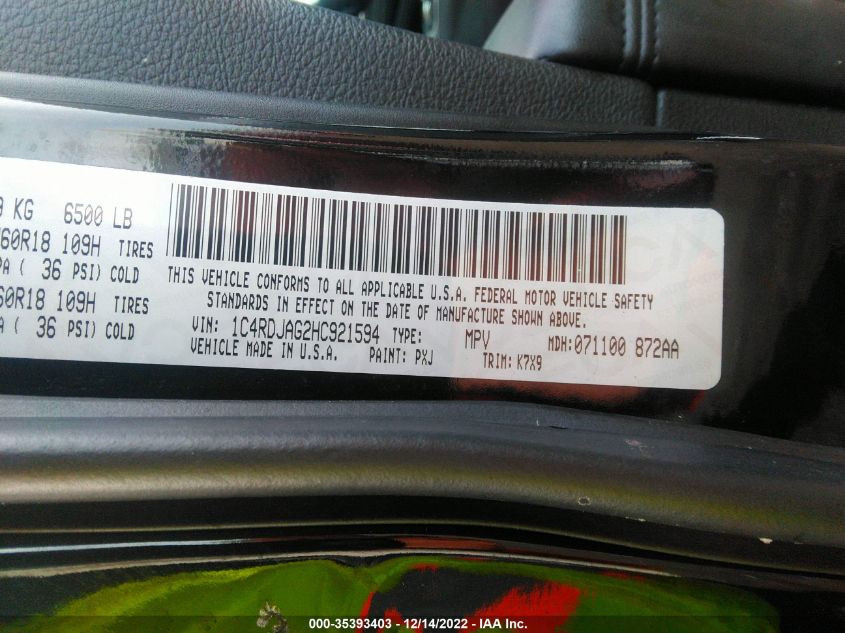 KG 6500 LB
60R18 109H TIRES
PA ( 36 PSI) COLD
60R18 109H TIRES
PA ( 36 PSI) COLD
THIS VEHICLE CONFORMS TO ALL APPLICABLE U.S.A. FEDERAL MOTOR VEHICLE SAFETY
STANDARDS IN EFFECT ON THE DATE OF MANUFACTURE SHOWN ABOVE.
VIN: 1C4RDJAG2HC921594 TYPE: MPV MDH:071100 872AA
VEHICLE MADE IN U.S.A. PAINT: PXJ TRIM: K7X9
000-35393403 - 12/14/2022 - IAA Inc.